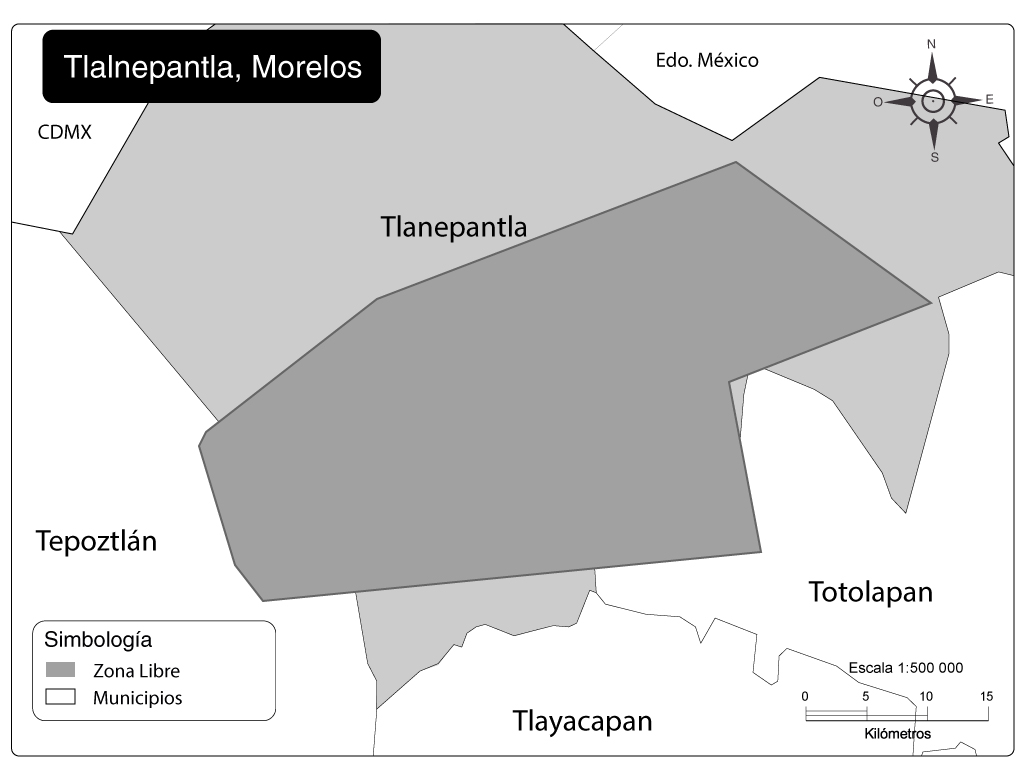 Tlalnepantla, Morelos
Edo. México
N
O
E
S
CDMX
Tlanepantla
Tepoztlán
Totolapan
Simbología
Zona Libre
Municipios
Tlayacapan
Escala 1:500 000
0 5 10 15
Kilómetros